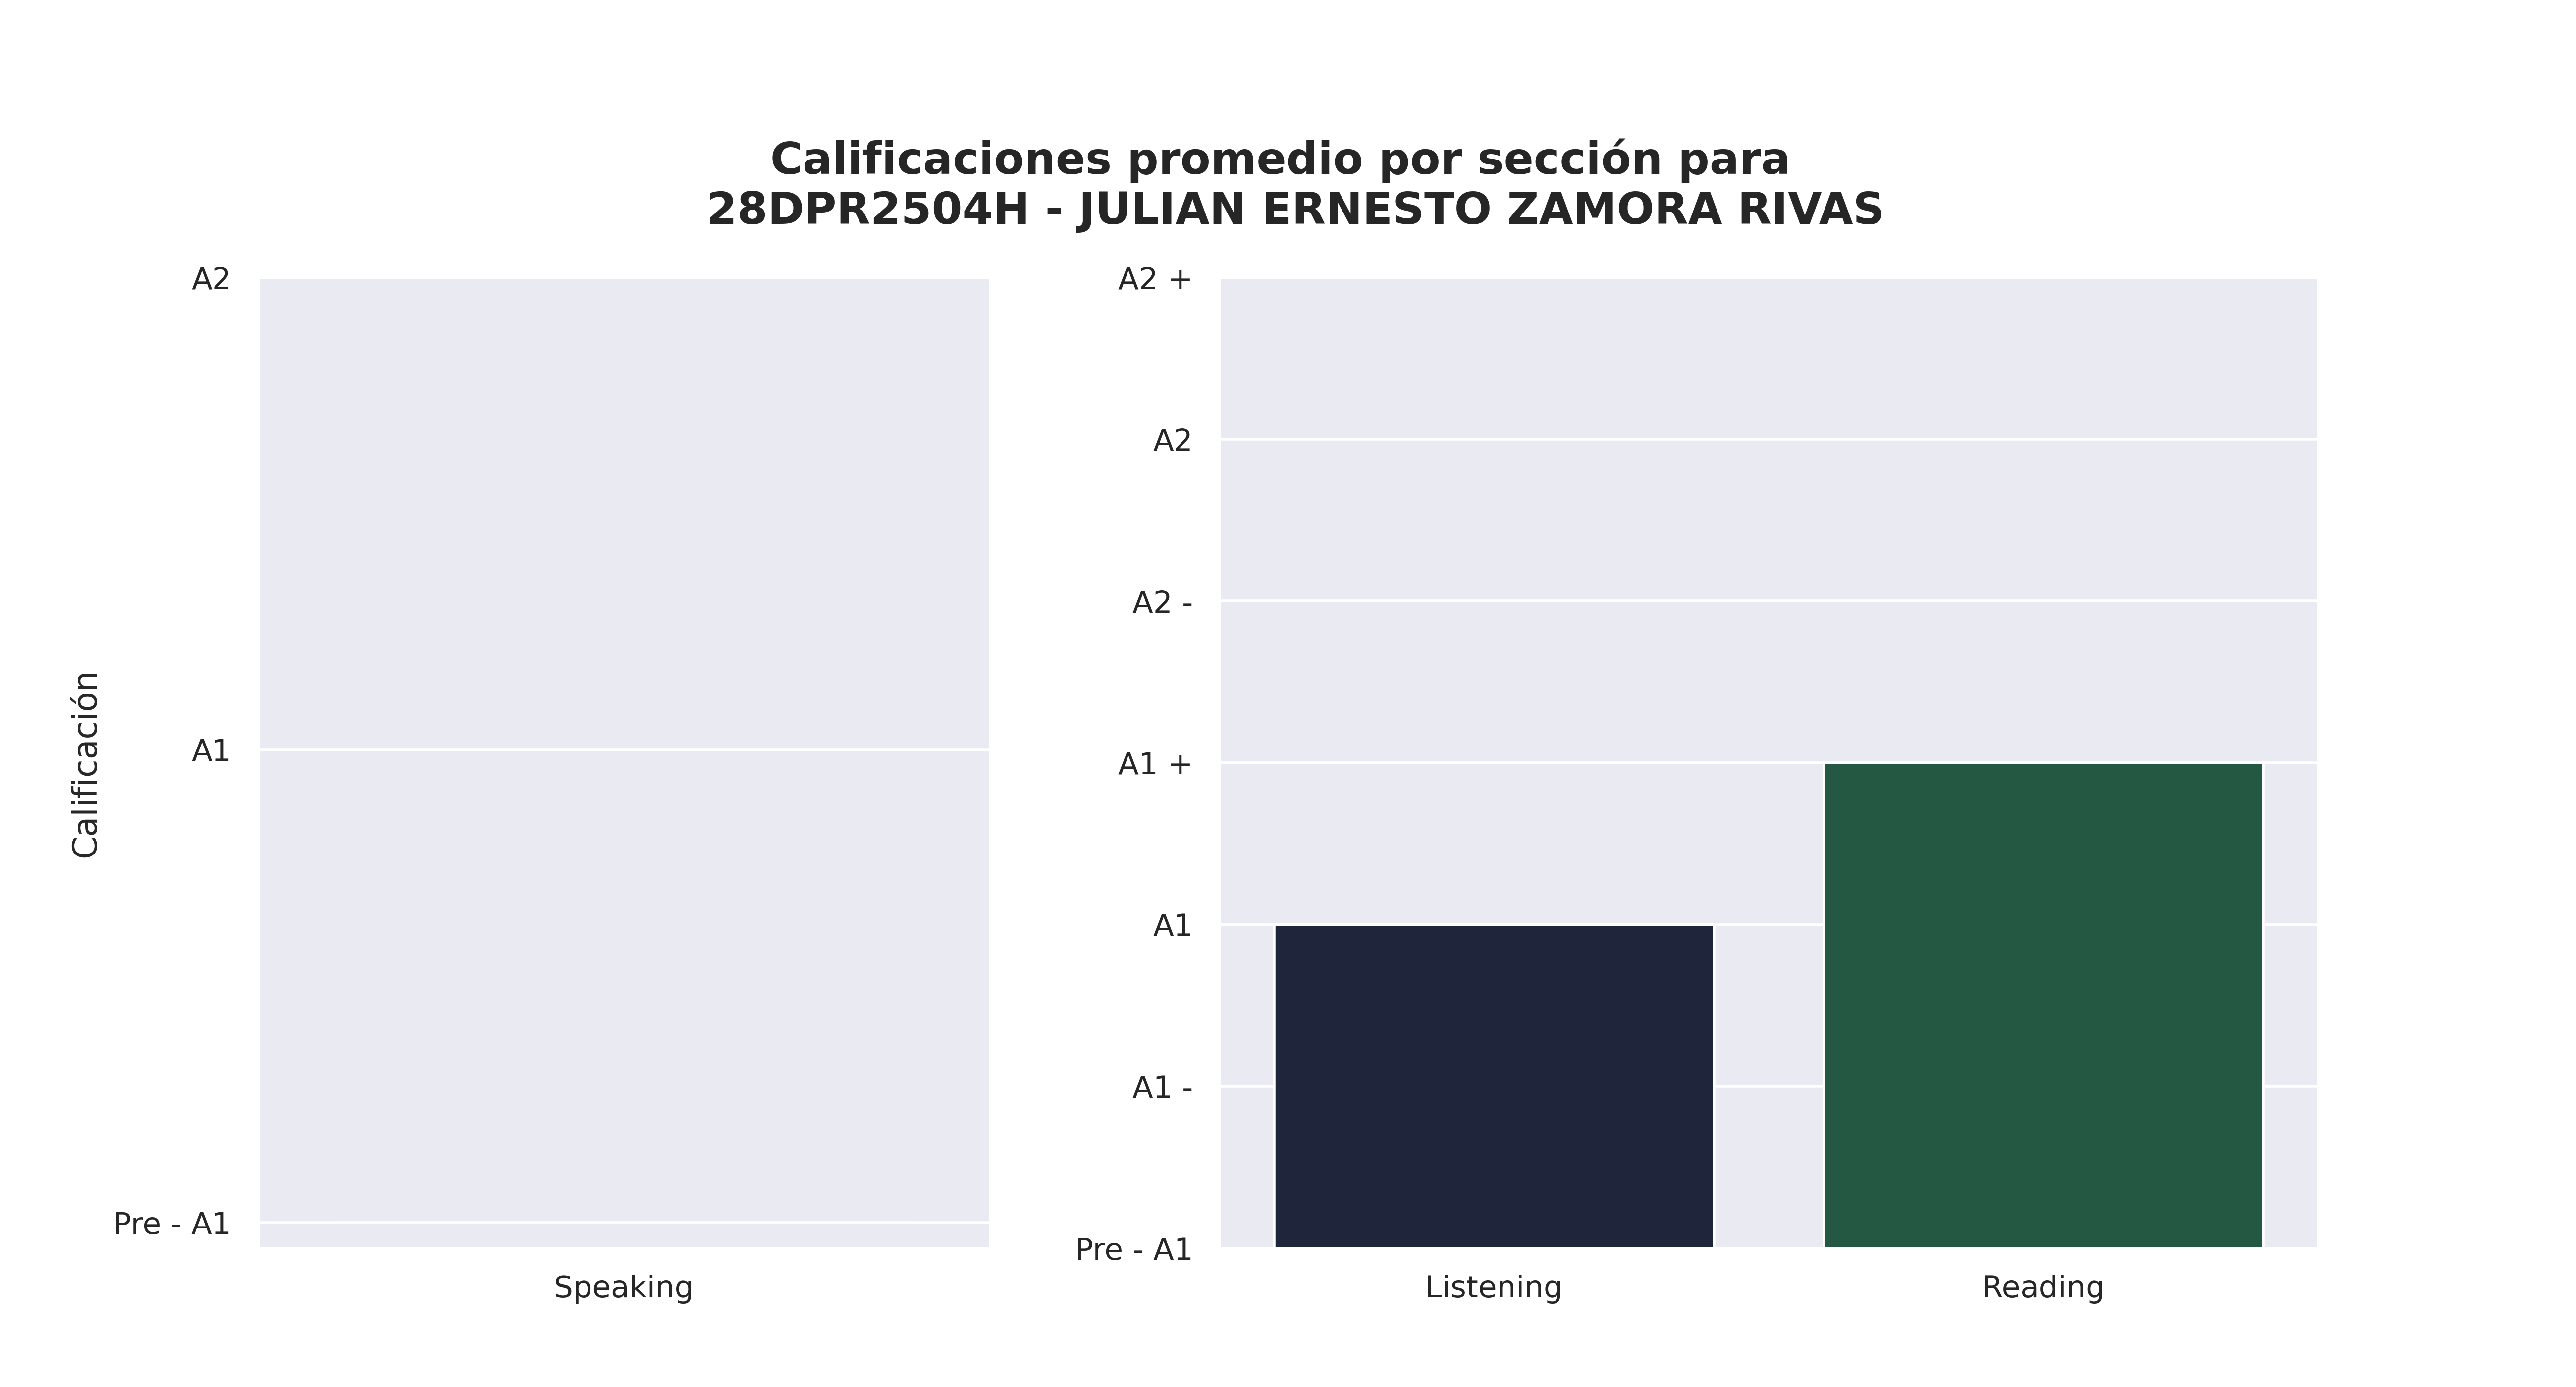 Calificaciones promedio por sección para
28DPR2504H - JULIAN ERNESTO ZAMORA RIVAS
Calificación
A2
A1
Pre - A1
Speaking
A2 +
A2
A2 -
A1 +
A1
A1 -
Pre - A1
Listening
Reading